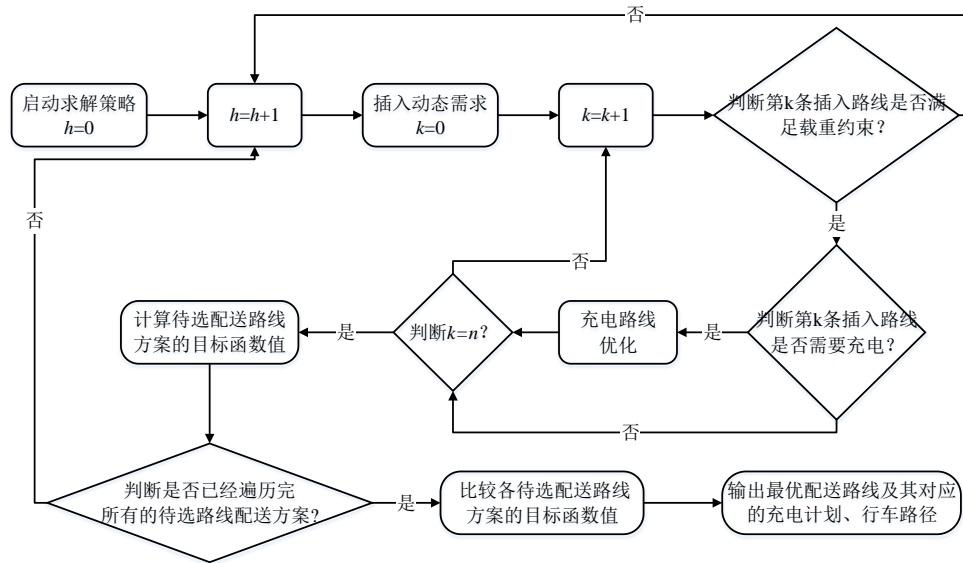 否
启动求解策略
h=0
h=h+1
插入动态需求
k=0
k=k+1
判断第k条插入路线是否满
足载重约束？
是
否
否
计算待选配送路线
方案的目标函数值
是
判断k=n？
充电路线
优化
是
判断第k条插入路线
是否需要充电？
否
判断是否已经遍历完
所有的待选路线配送方案？
是
比较各待选配送路线
方案的目标函数值
输出最优配送路线及其对应
的充电计划、行车路径